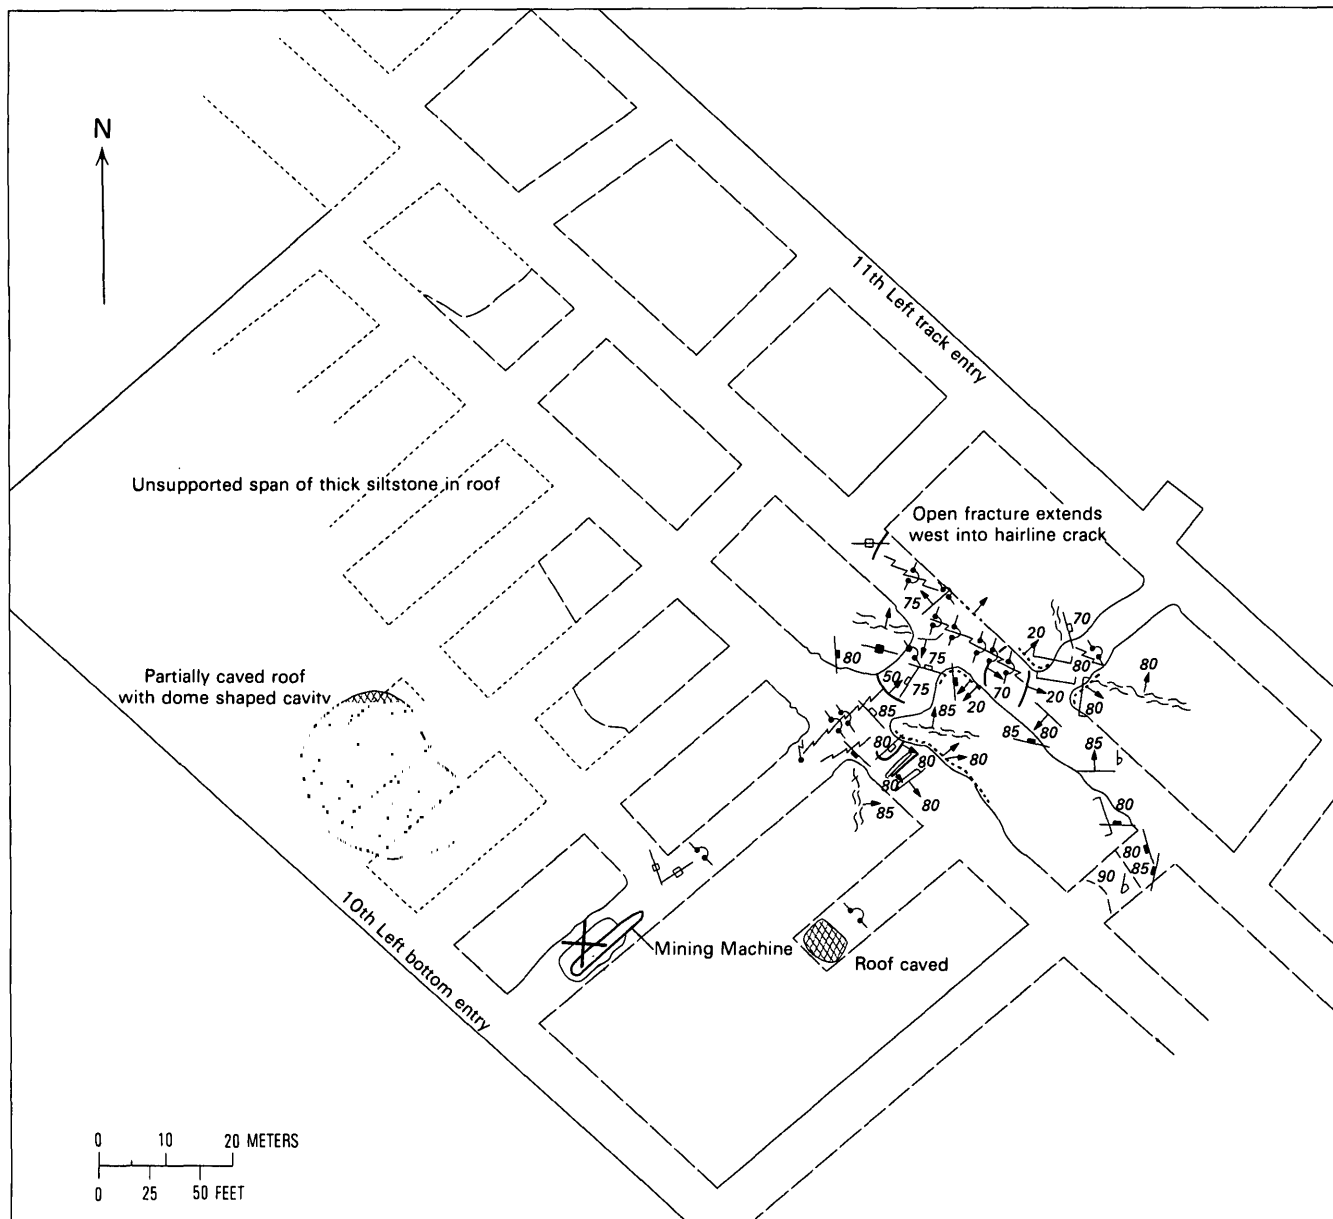 N
11th Left track entry
Unsupported span of thick siltstone in roof
Open fracture extends
west into hairline crack
75
70
20
80
80
75
50
75
70
20
80
20
85
85
80
85
80
80
80
80
80
85
80
80
85
90
b
b
Partially caved roof
with dome shaped cavity
10th Left bottom entry
Mining Machine
Roof caved
0 10 20 METERS
0 25 50 FEET